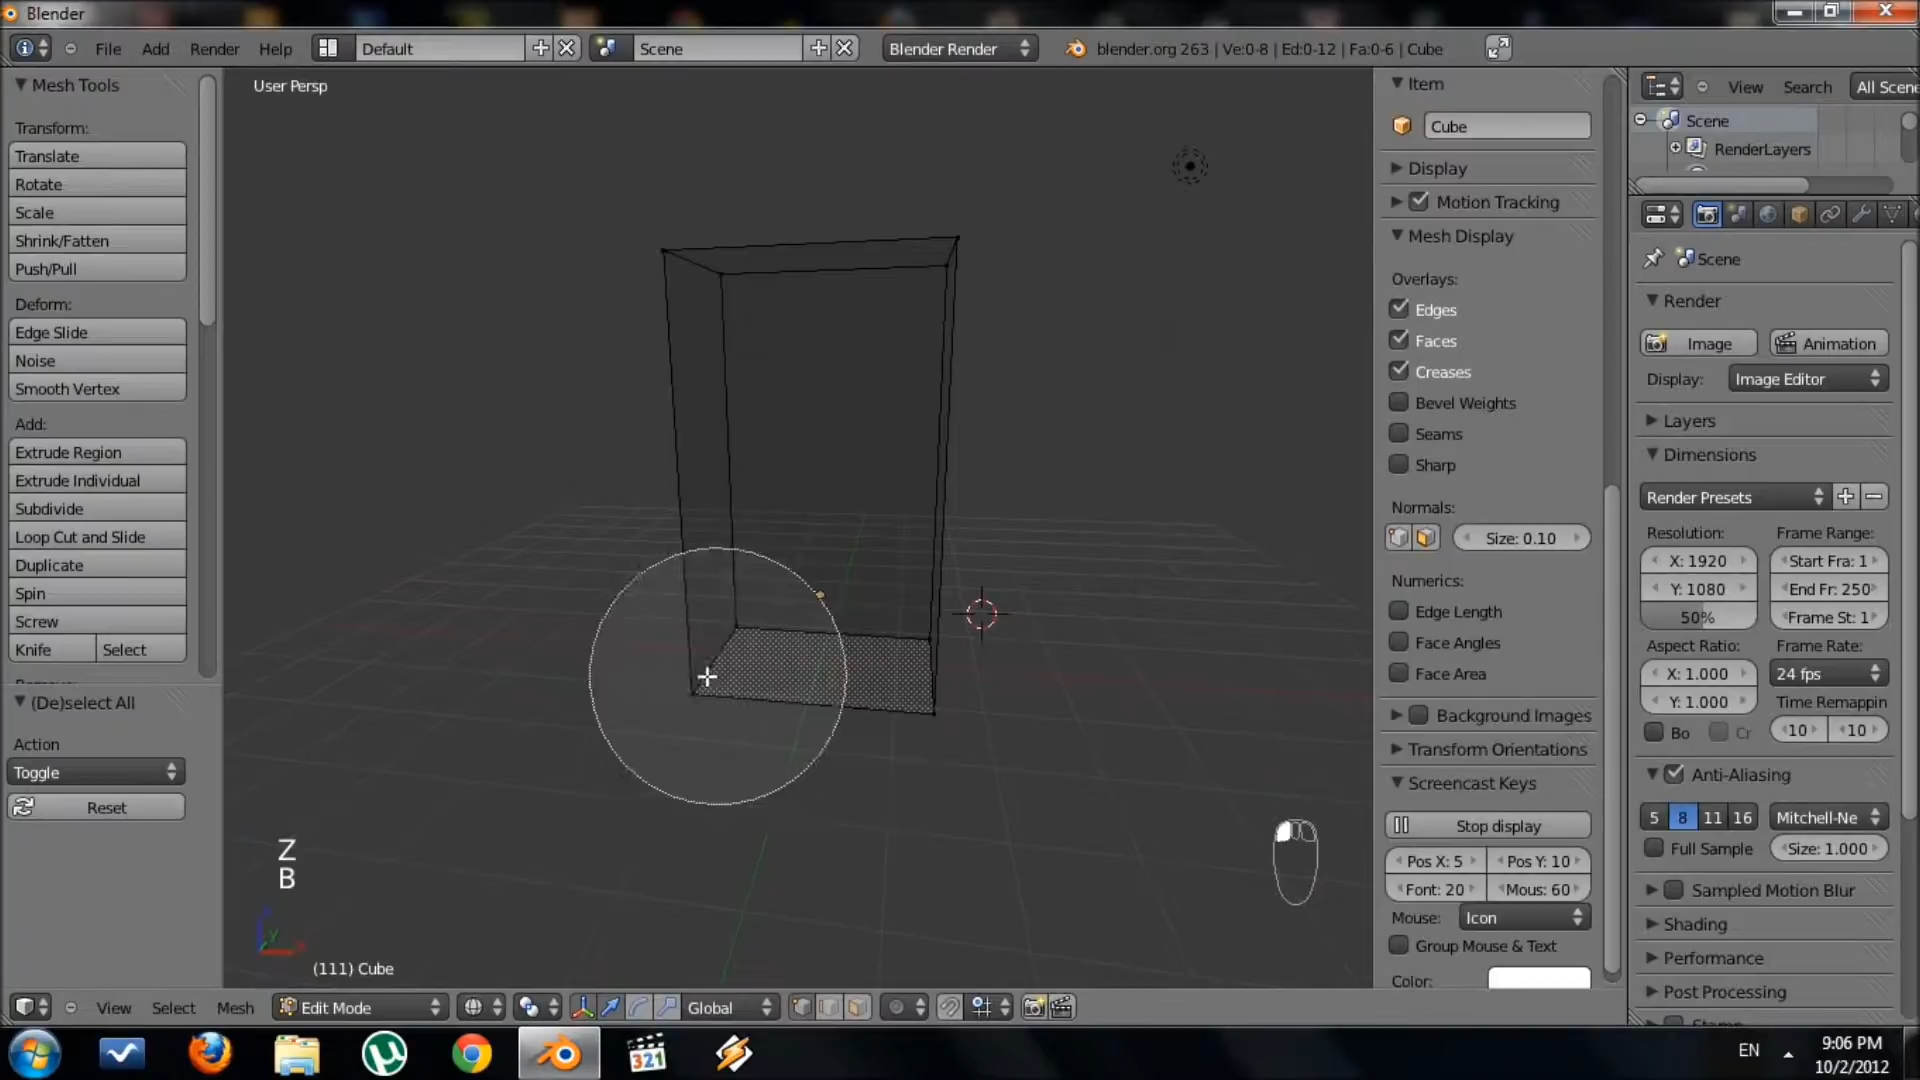 Blender
File Add Render Help Default Scene Blender Render blender.org 263 | Ve:0-8 | Ed:0-12 | Fa:0-6 | Cube
Mesh Tools
Transform:
Translate
Rotate
Scale
Shrink/Fatten
Push/Pull
Deform:
Edge Slide
Noise
Smooth Vertex
Add:
Extrude Region
Extrude Individual
Subdivide
Loop Cut and Slide
Duplicate
Spin
Screw
Knife Select
(De)select All
Action
Toggle
Reset
User Persp
Z
B
(111) Cube
View Select Mesh Edit Mode Global
Item
Cube
Display
Motion Tracking
Mesh Display
Overlays:
Edges
Faces
Creases
Bevel Weights
Seams
Sharp
Normals:
Size: 0.10
Numerics:
Edge Length
Face Angles
Face Area
Background Images
Transform Orientations
Screencast Keys
Stop display
Pos X: 5 Pos Y: 10
Font: 20 Mous: 60
Mouse: Icon
Group Mouse & Text
Color:
View Search All Scene
Scene
RenderLayers
Scene
Render
Image Animation
Display: Image Editor
Layers
Dimensions
Render Presets
Resolution: Frame Range:
X: 1920 Start Fra: 1
Y: 1080 End Fr: 250
50% Frame St: 1
Aspect Ratio: Frame Rate:
X: 1.000 24 fps
Y: 1.000 Time Remappin
Bo Cr 10 10
Anti-Aliasing
5 8 11 16 Mitchell-Ne
Full Sample Size: 1.000
Sampled Motion Blur
Shading
Performance
Post Processing
321
EN
9:06 PM
10/2/2012